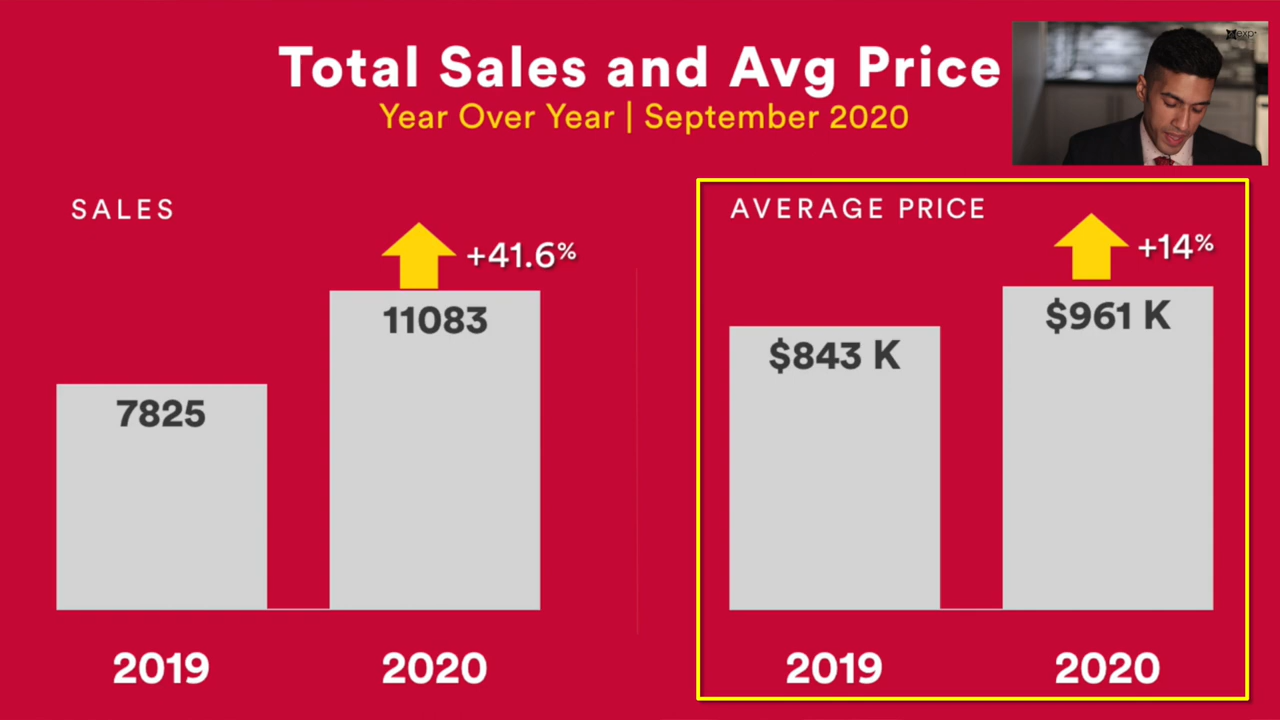 Total Sales and Avg Price
Year Over Year | September 2020
exp
SALES
+41.6%
11083
7825
2019
2020
AVERAGE PRICE
+14%
$961 K
$843 K
2019
2020